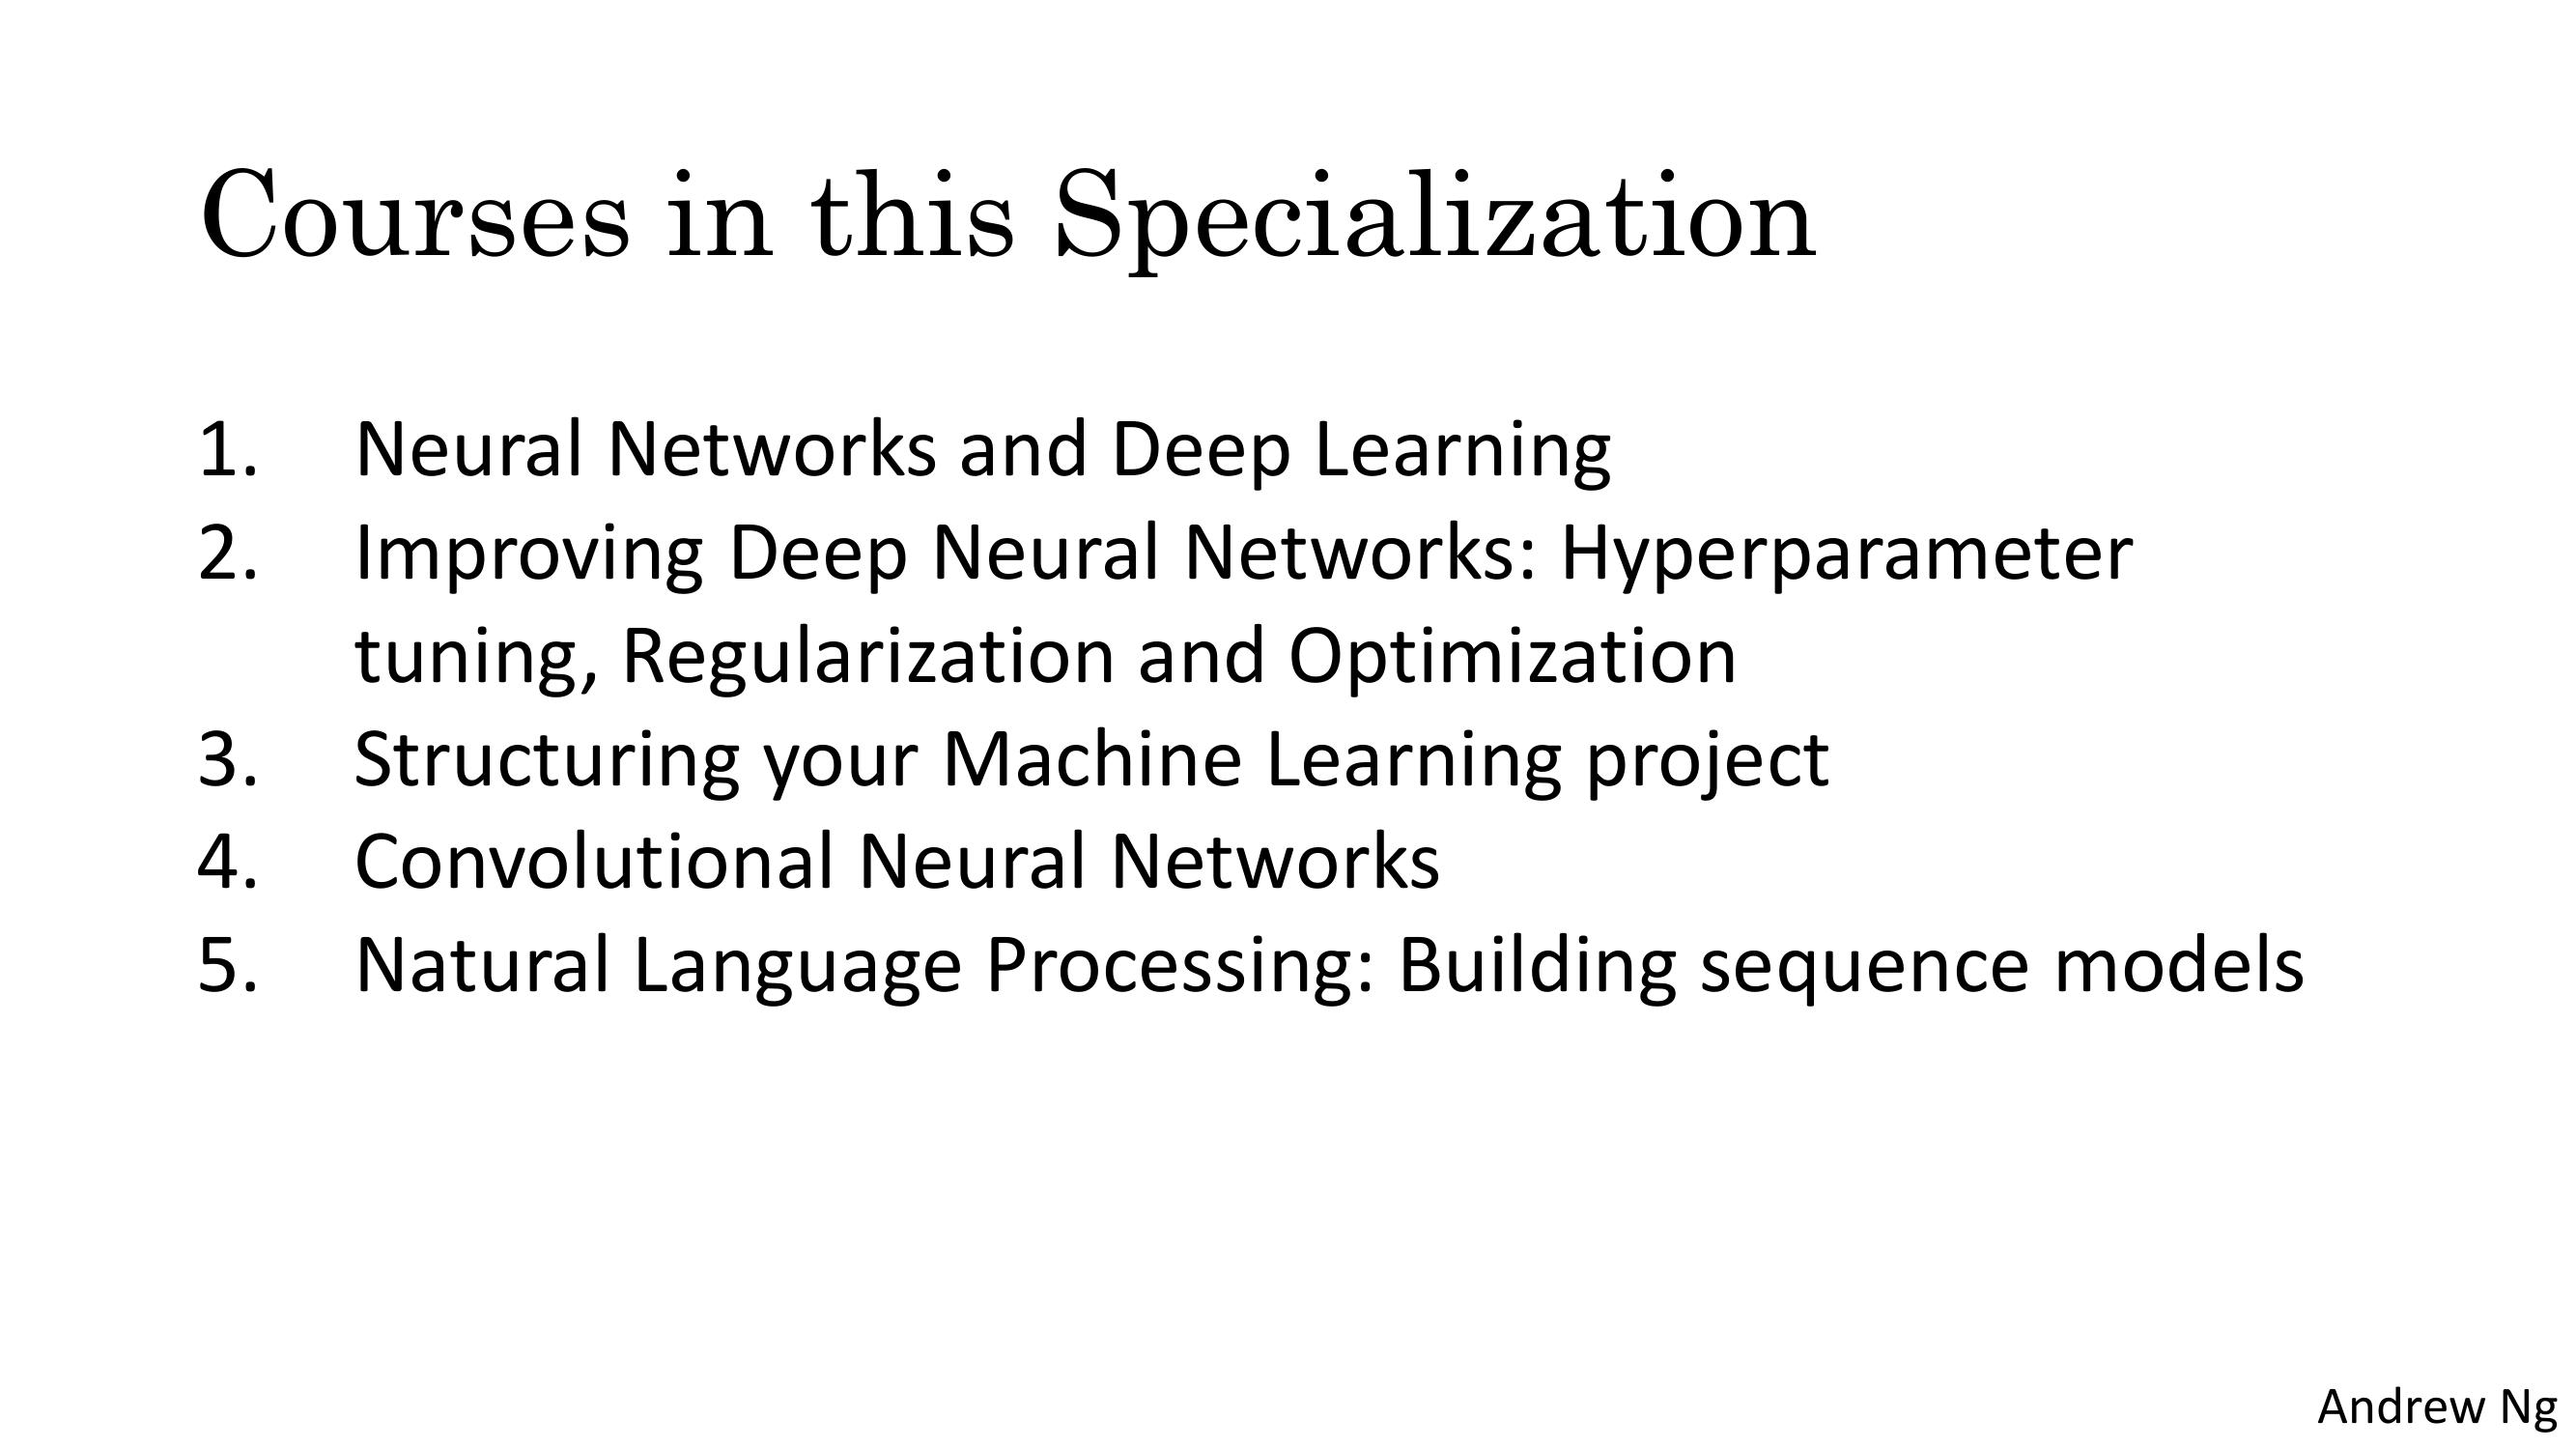 Courses in this Specialization
1. Neural Networks and Deep Learning
2. Improving Deep Neural Networks: Hyperparameter
tuning, Regularization and Optimization
3. Structuring your Machine Learning project
4. Convolutional Neural Networks
5. Natural Language Processing: Building sequence models
Andrew Ng